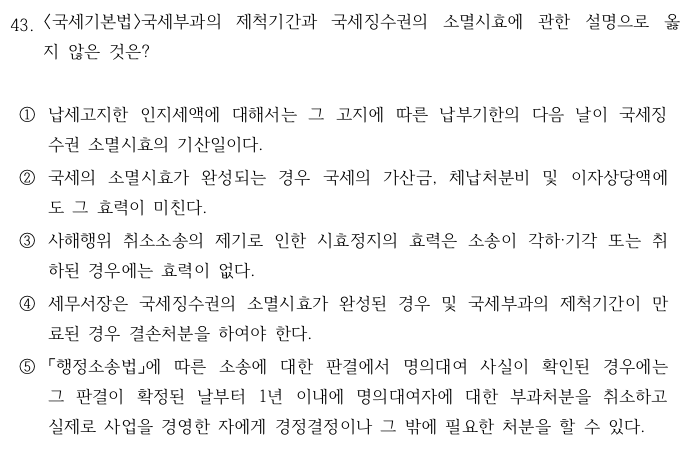 43. 〈국세기본법〉국세부과의 제척기간과 국세징수권의 소멸시효에 관한 설명으로 옳
지 않은 것은?
① 납세고지한 인지세액에 대해서는 그 고지에 따른 납부기한의 다음 날이 국세징
수권 소멸시효의 기산일이다.
② 국세의 소멸시효가 완성되는 경우 국세의 가산금, 체납처분비 및 이자상당액에
도 그 효력이 미친다.
③ 사해행위 취소소송의 제기로 인한 시효정지의 효력은 소송이 각하·기각 또는 취
하된 경우에는 효력이 없다.
④ 세무서장은 국세징수권의 소멸시효가 완성된 경우 및 국세부과의 제척기간이 만
료된 경우 결손처분을 하여야 한다.
⑤ 「행정소송법」에 따른 소송에 대한 판결에서 명의대여 사실이 확인된 경우에는
그 판결이 확정된 날부터 1년 이내에 명의대여자에 대한 부과처분을 취소하고
실제로 사업을 경영한 자에게 경정결정이나 그 밖에 필요한 처분을 할 수 있다.